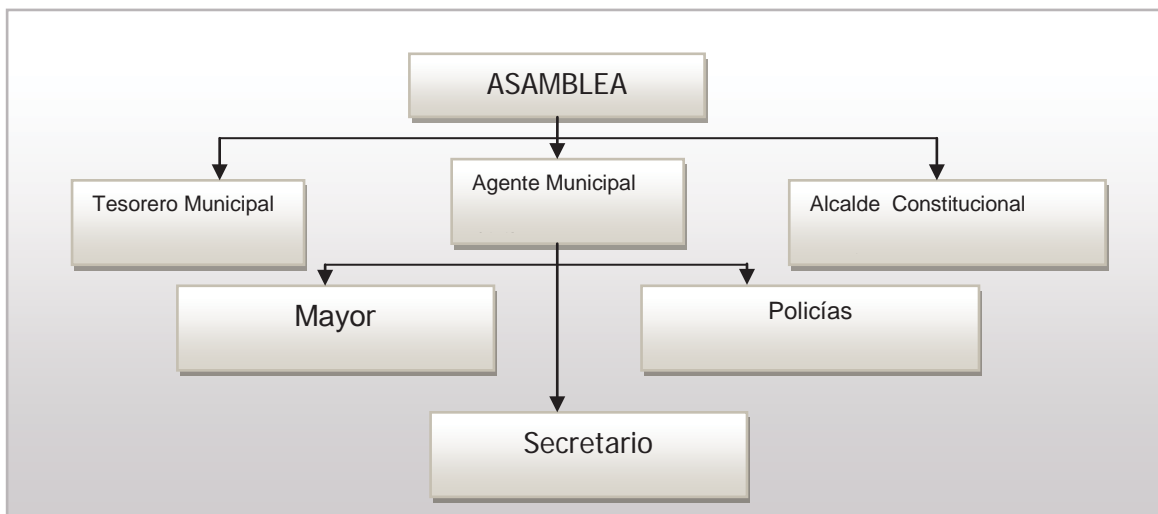 ASAMBLEA
Tesorero Municipal
Agente Municipal
Alcalde Constitucional
Mayor
Policías
Secretario